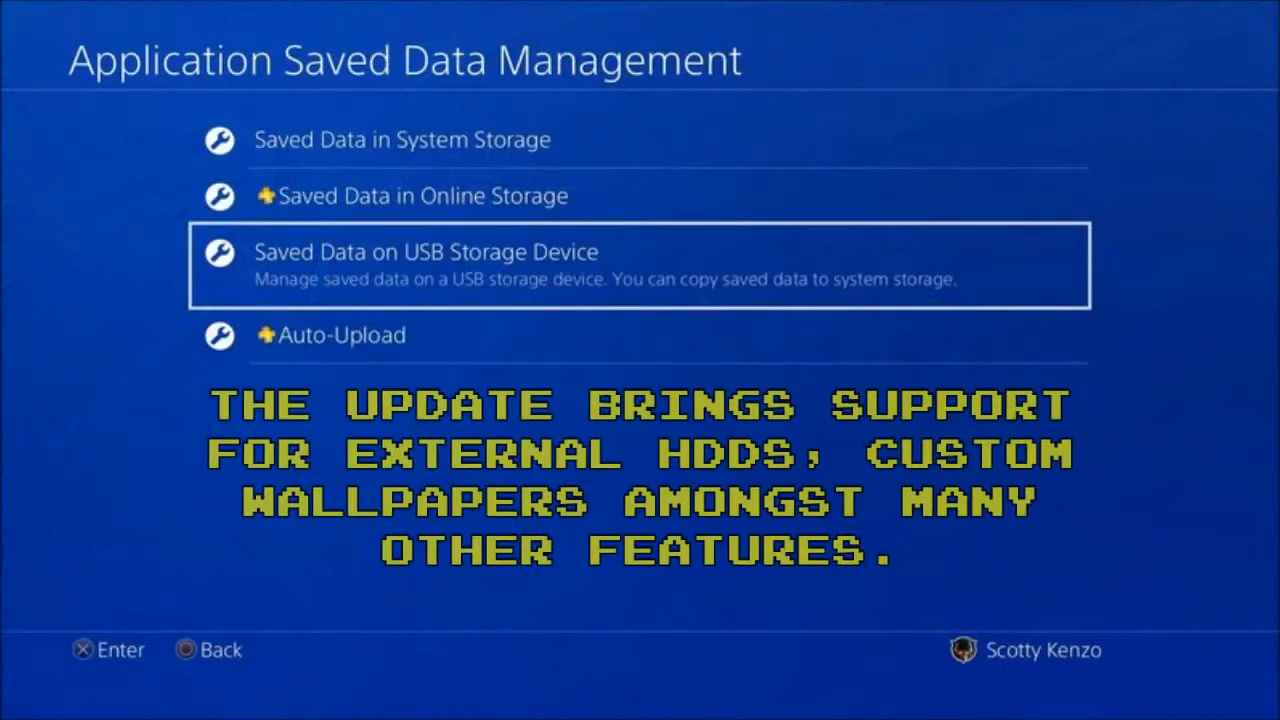 Application Saved Data Management
Saved Data in System Storage
Saved Data in Online Storage
Saved Data on USB Storage Device
Manage saved data on a USB storage device. You can copy saved data to system storage.
Auto-Upload
THE UPDATE BRINGS SUPPORT
FOR EXTERNAL HDDS, CUSTOM
WALLPAPERS AMONGST MANY
OTHER FEATURES.
Enter Back Scotty Kenzo